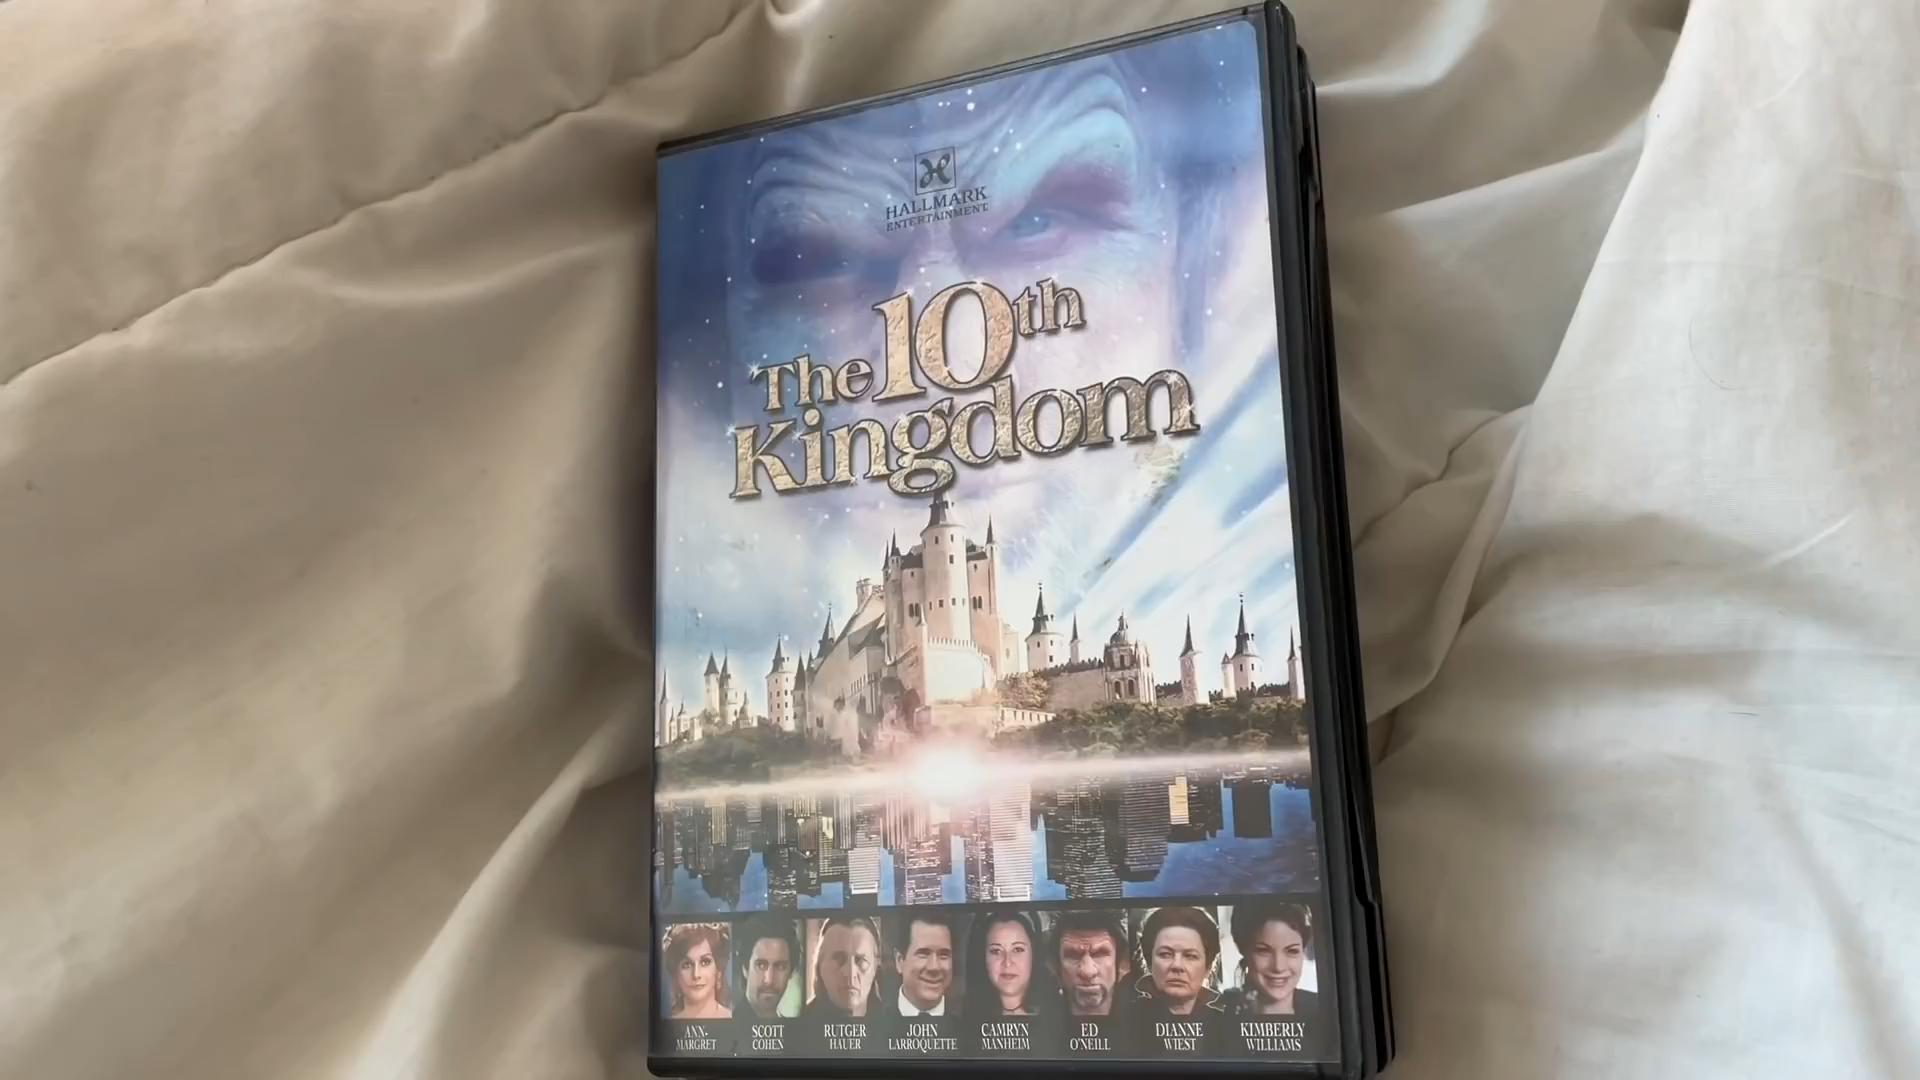 HALLMARK
ENTERTAINMENT
The 10th
Kingdom
ANN-
MARGRET
SCOTT
COHEN
RUTGER
HAUER
JOHN
LARROQUETTE
CAMRYN
MANHEIM
ED
O'NEILL
DIANNE
WIEST
KIMBERLY
WILLIAMS